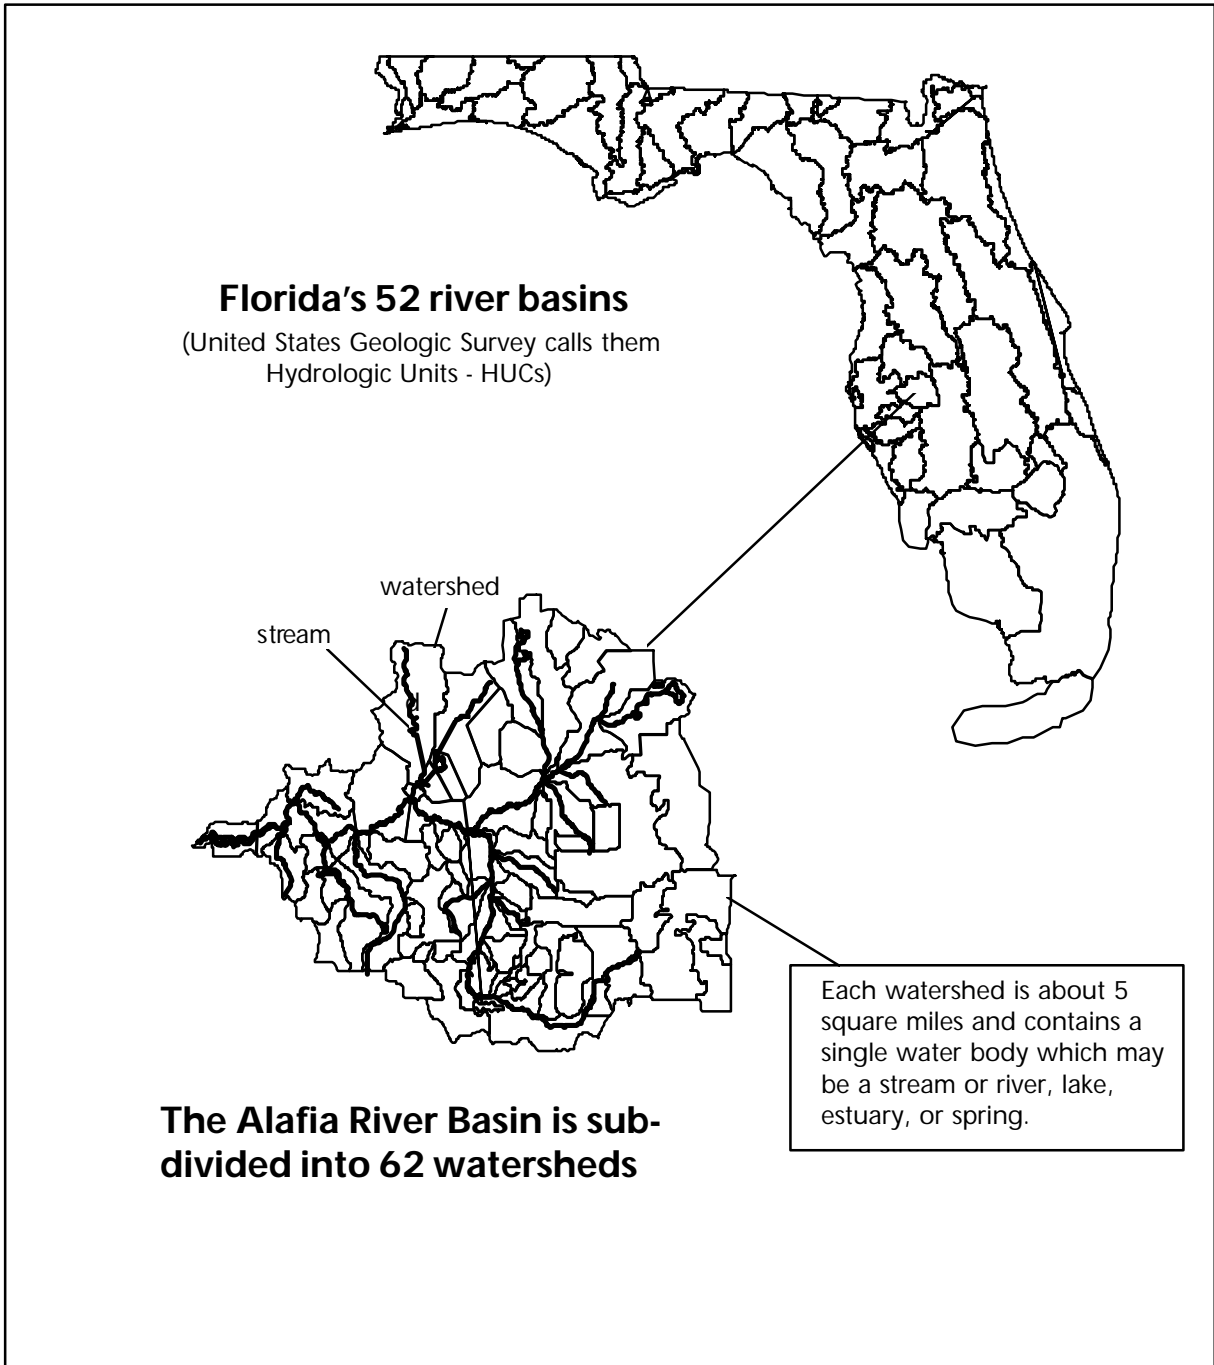 Florida's 52 river basins
(United States Geologic Survey calls them
Hydrologic Units - HUCs)
watershed
stream
Each watershed is about 5
square miles and contains a
single water body which may
be a stream or river, lake,
estuary, or spring.
The Alafia River Basin is sub-
divided into 62 watersheds